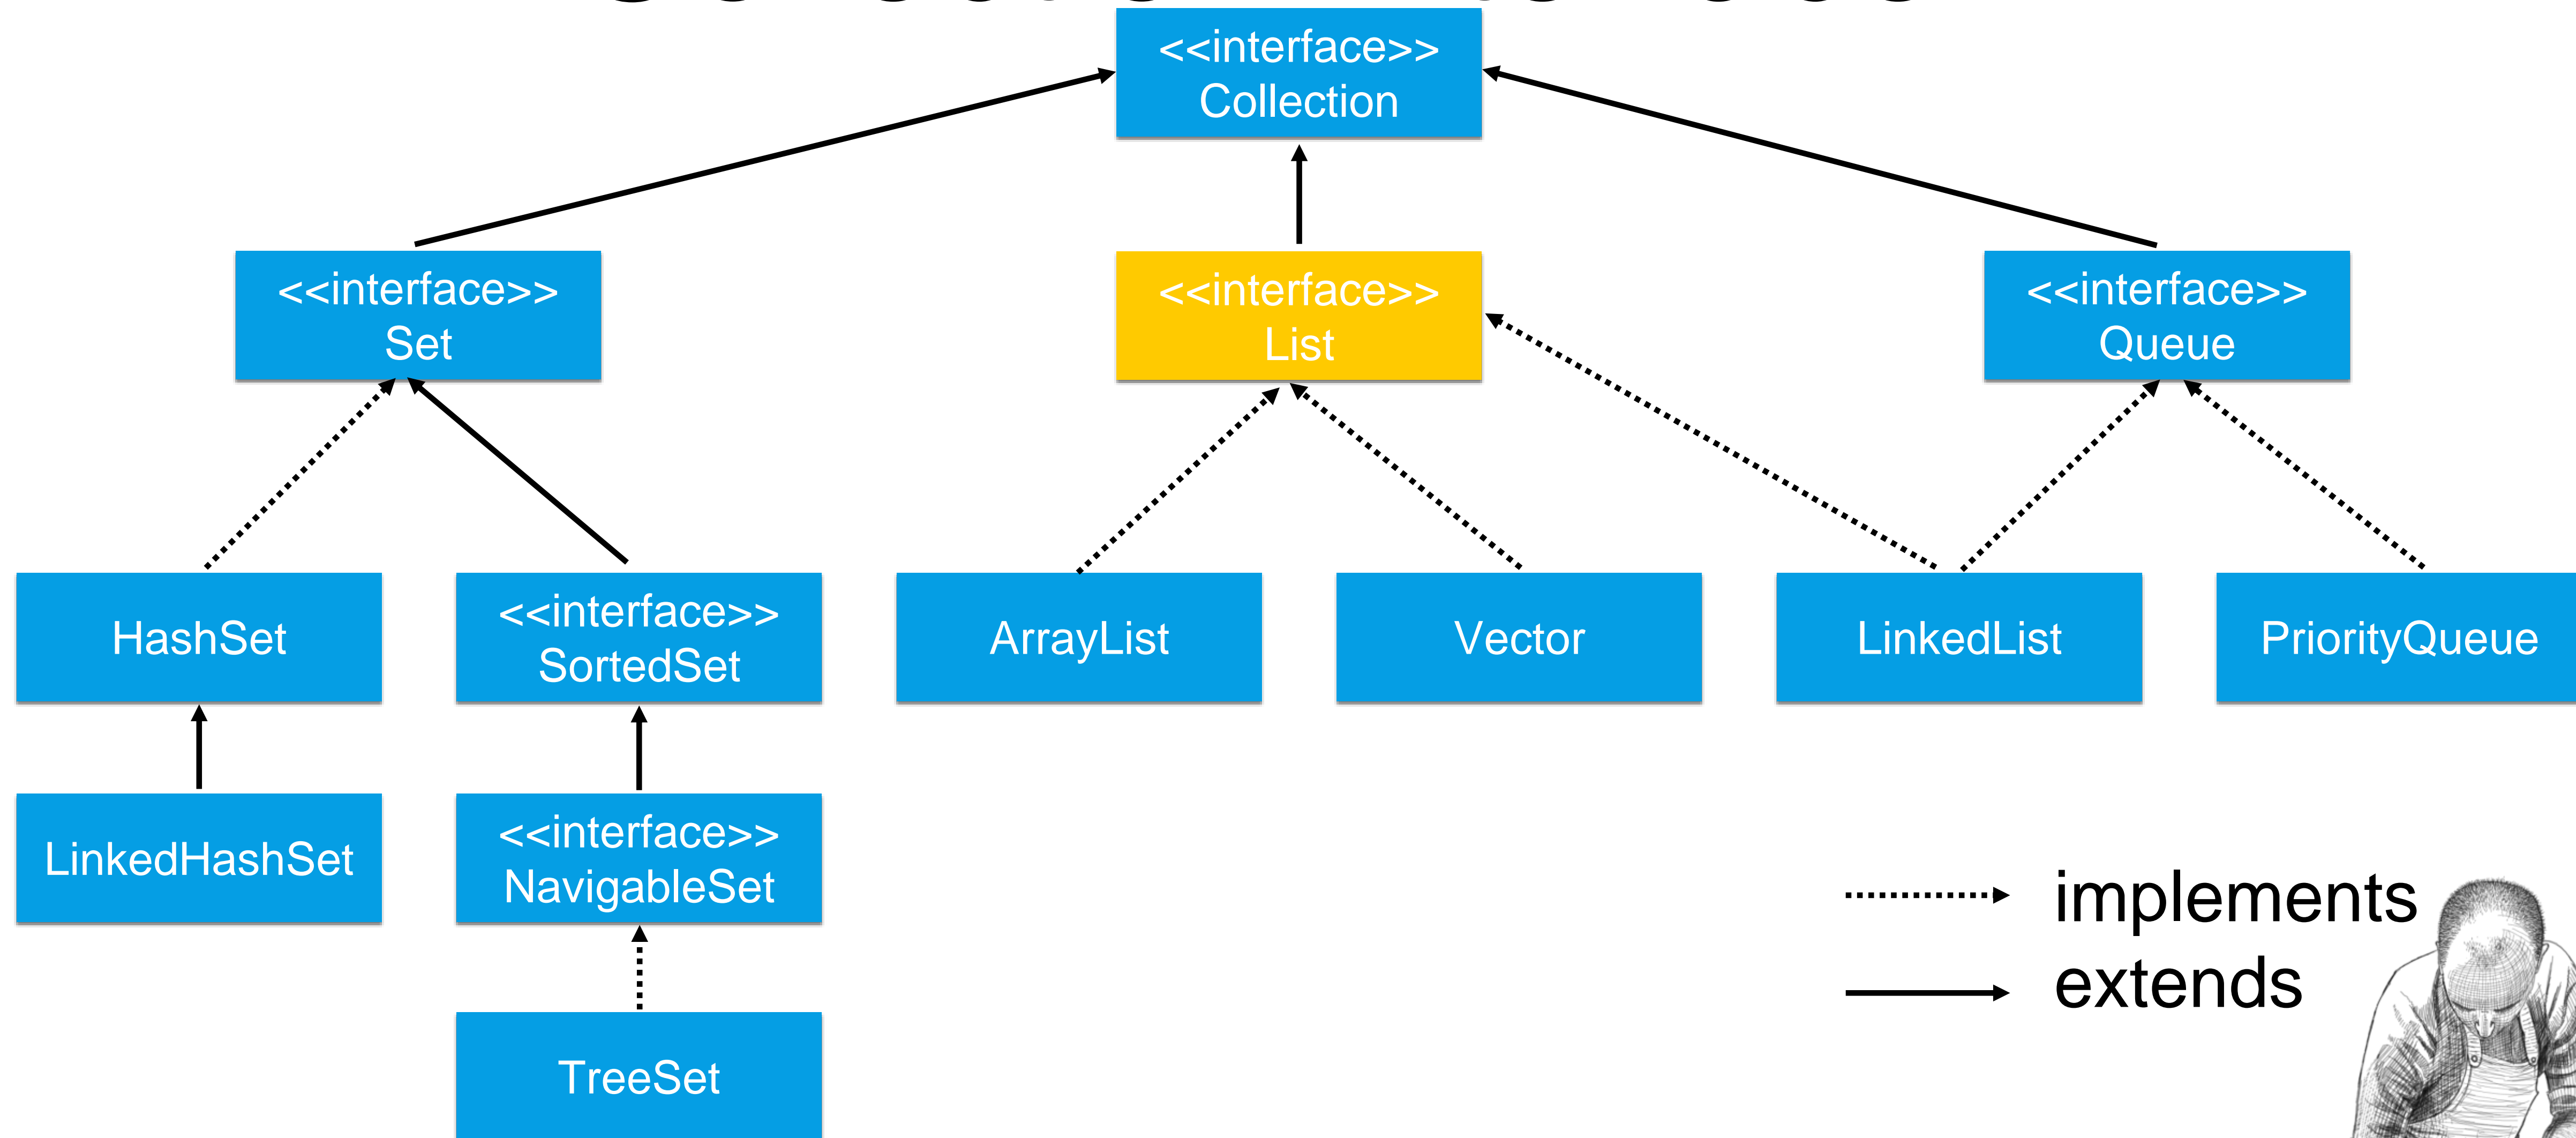 <<interface>>
Collection
<<interface>>
Set
<<interface>>
List
<<interface>>
Queue
HashSet
<<interface>>
SortedSet
ArrayList
Vector
LinkedList
PriorityQueue
LinkedHashSet
<<interface>>
NavigableSet
TreeSet
implements
extends